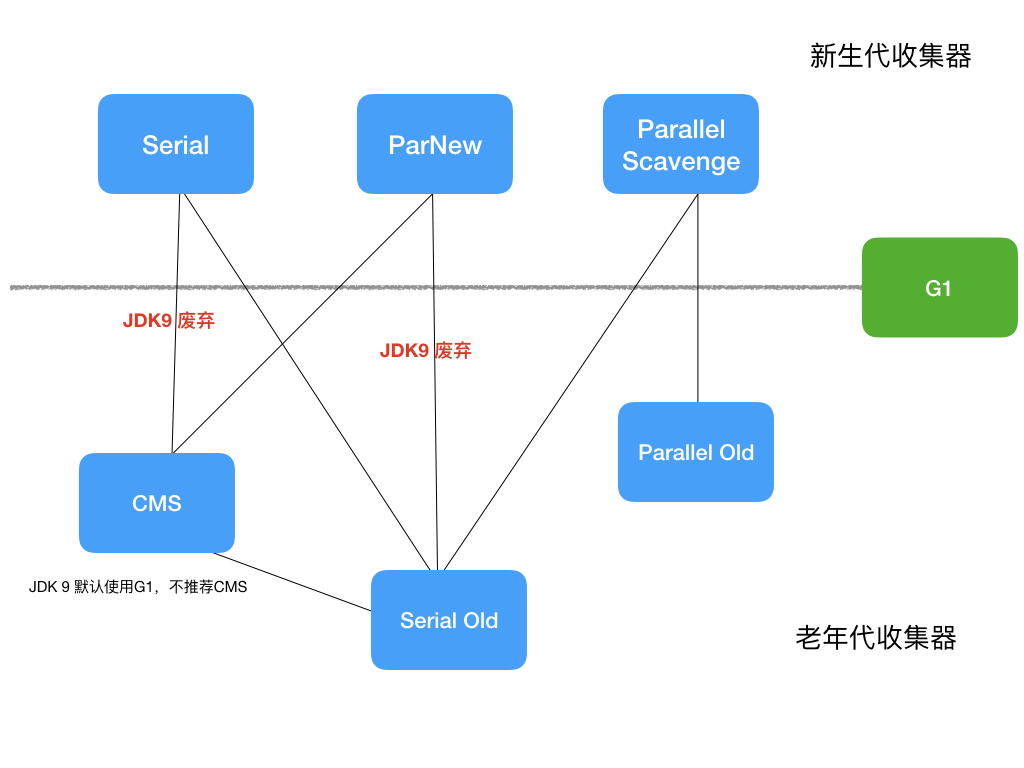 新生代收集器
Serial
ParNew
Parallel
Scavenge
G1
JDK9 废弃
JDK9 废弃
Parallel Old
CMS
JDK 9 默认使用G1，不推荐CMS
Serial Old
老年代收集器